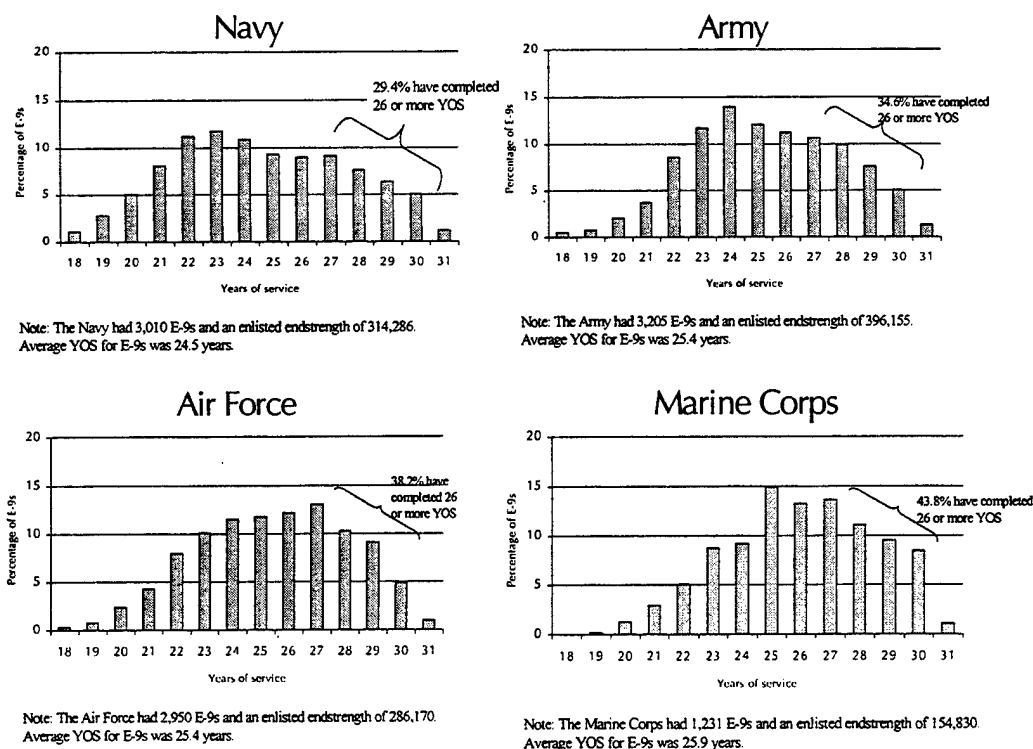 Navy
20
15
10
5
0
Percentage of E-9s
29.4% have completed
26 or more YOS
18 19 20 21 22 23 24 25 26 27 28 29 30 31
Years of service
Note: The Navy had 3,010 E-9s and an enlisted endstrength of 314,286.
Average YOS for E-9s was 24.5 years.
Army
20
15
10
5
0
Percentage of E-9s
34.6% have completed
26 or more YOS
18 19 20 21 22 23 24 25 26 27 28 29 30 31
Years of service
Note: The Army had 3,205 E-9s and an enlisted endstrength of 396,155.
Average YOS for E-9s was 25.4 years.
Air Force
20
15
10
5
0
Percentage of E-9s
38.2% have
completed 26
or more YOS
18 19 20 21 22 23 24 25 26 27 28 29 30 31
Years of service
Note: The Air Force had 2,950 E-9s and an enlisted endstrength of 286,170.
Average YOS for E-9s was 25.4 years.
Marine Corps
20
15
10
5
0
Percentage of E-9s
43.8% have completed
26 or more YOS
18 19 20 21 22 23 24 25 26 27 28 29 30 31
Years of service
Note: The Marine Corps had 1,231 E-9s and an enlisted endstrength of 154,830.
Average YOS for E-9s was 25.9 years.